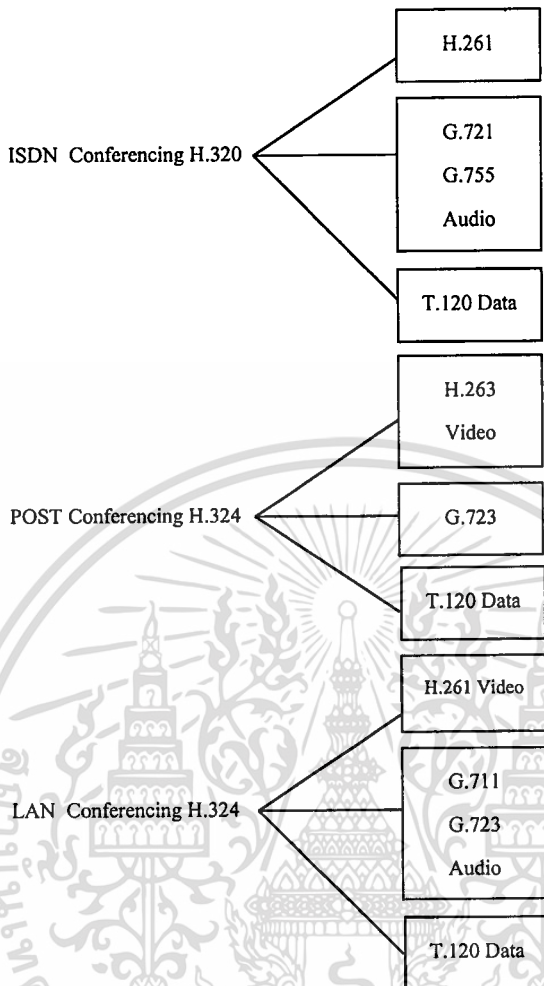 H.261
ISDN Conferencing H.320
G.721
G.755
Audio
T.120 Data
H.263
Video
POST Conferencing H.324
G.723
T.120 Data
H.261 Video
LAN Conferencing H.324
G.711
G.723
Audio
T.120 Data